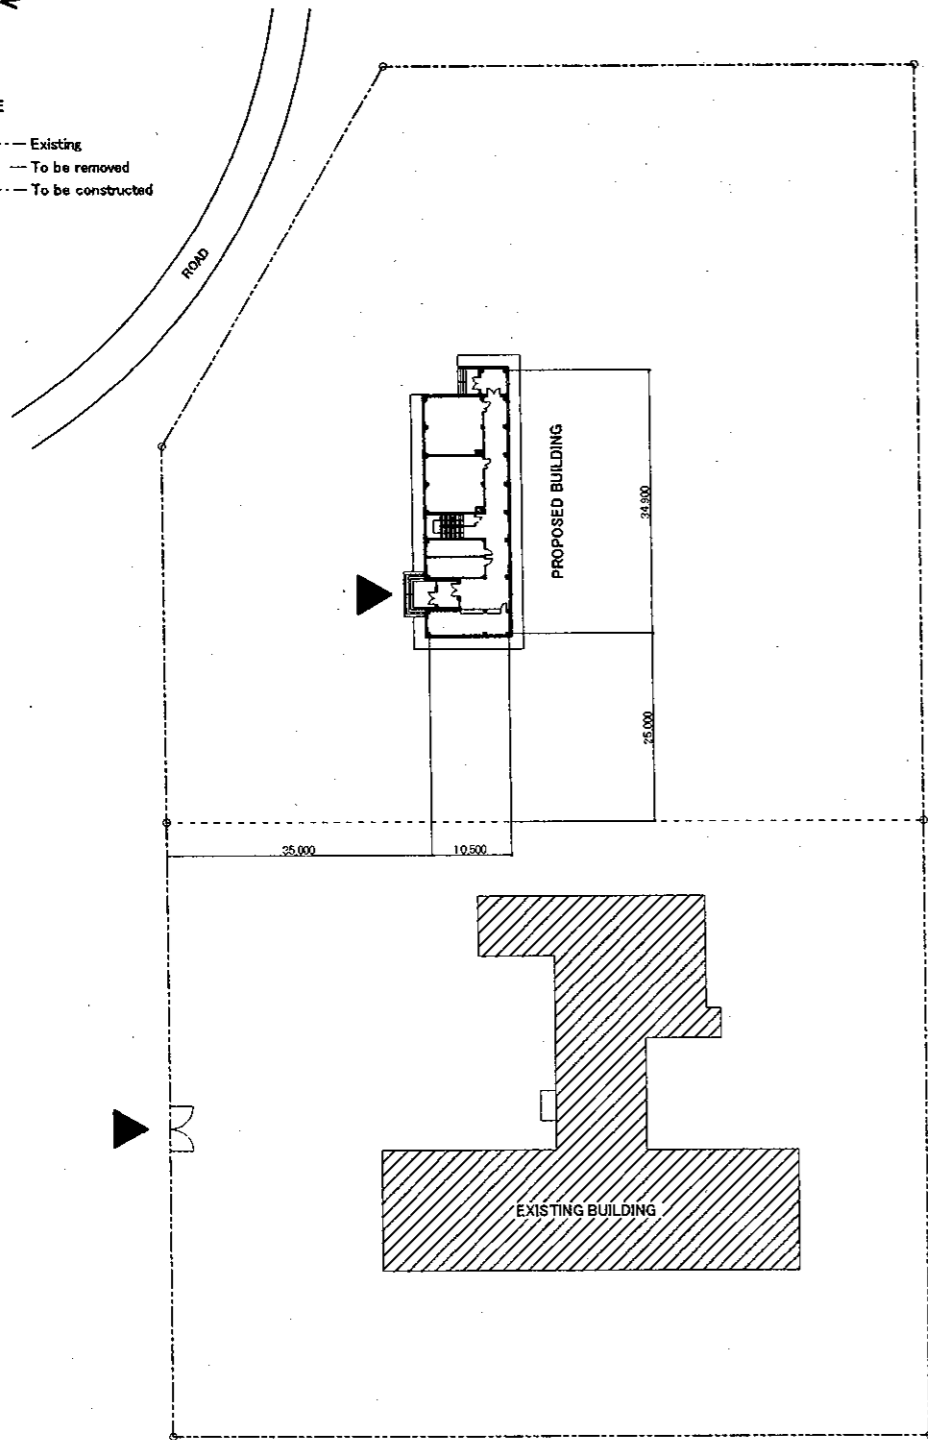 Existing
To be removed
To be constructed
ROAD
PROPOSED BUILDING
34,900
25,000
35,000
10,500
EXISTING BUILDING